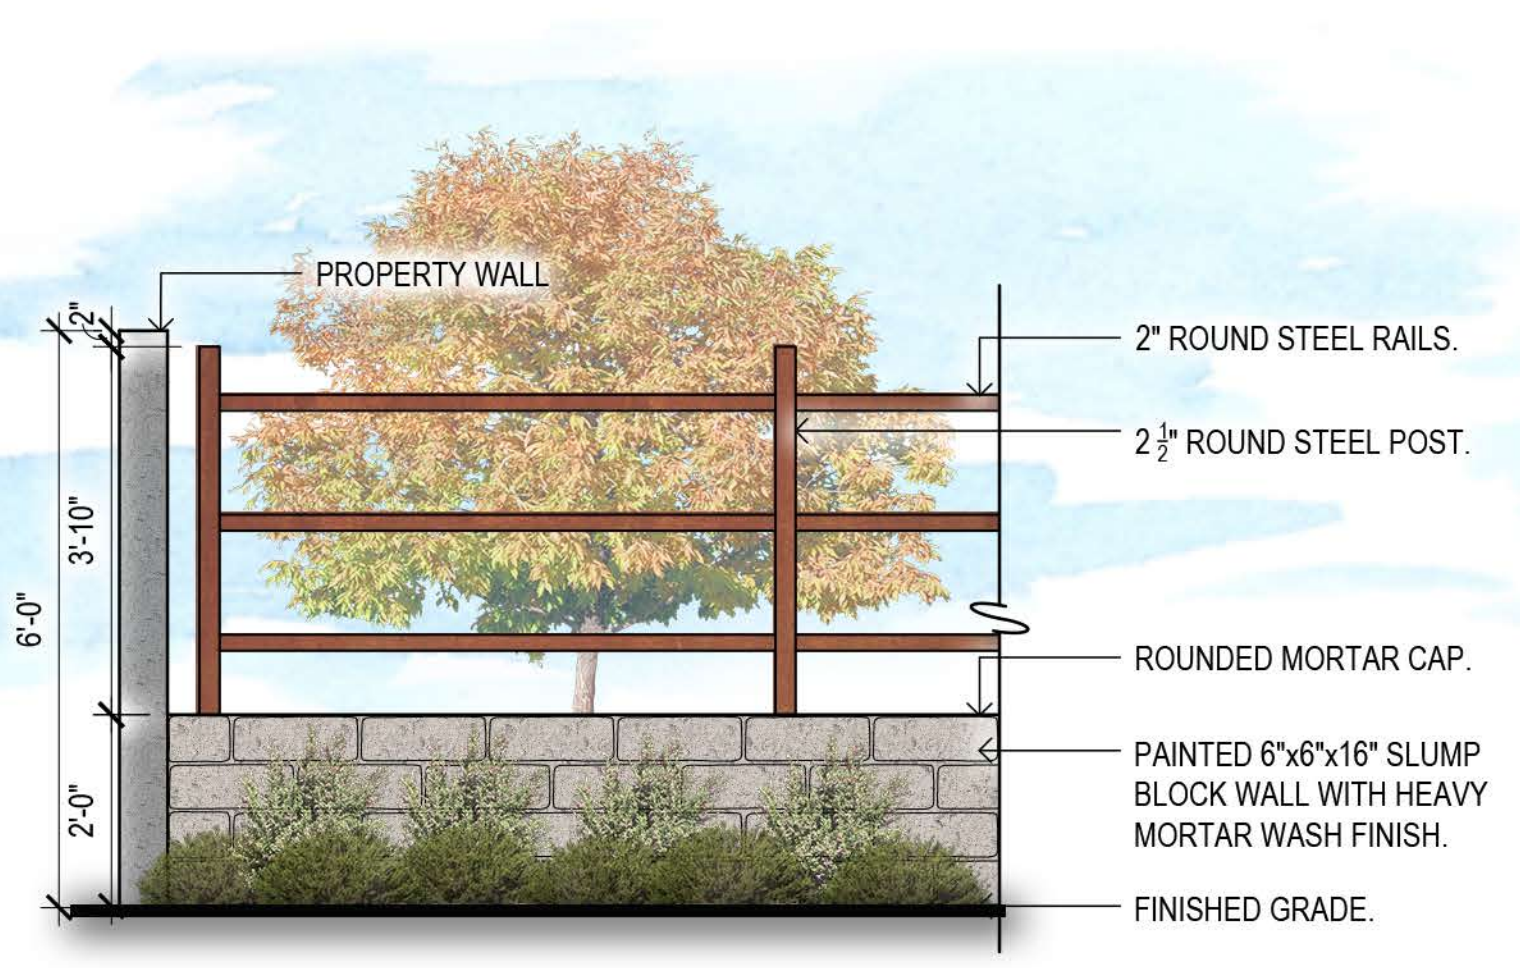 PROPERTY WALL
2"
3'-10"
6'-0"
2'-0"
2" ROUND STEEL RAILS.
2 1/2" ROUND STEEL POST.
ROUNDED MORTAR CAP.
PAINTED 6"x6"x16" SLUMP
BLOCK WALL WITH HEAVY
MORTAR WASH FINISH.
FINISHED GRADE.